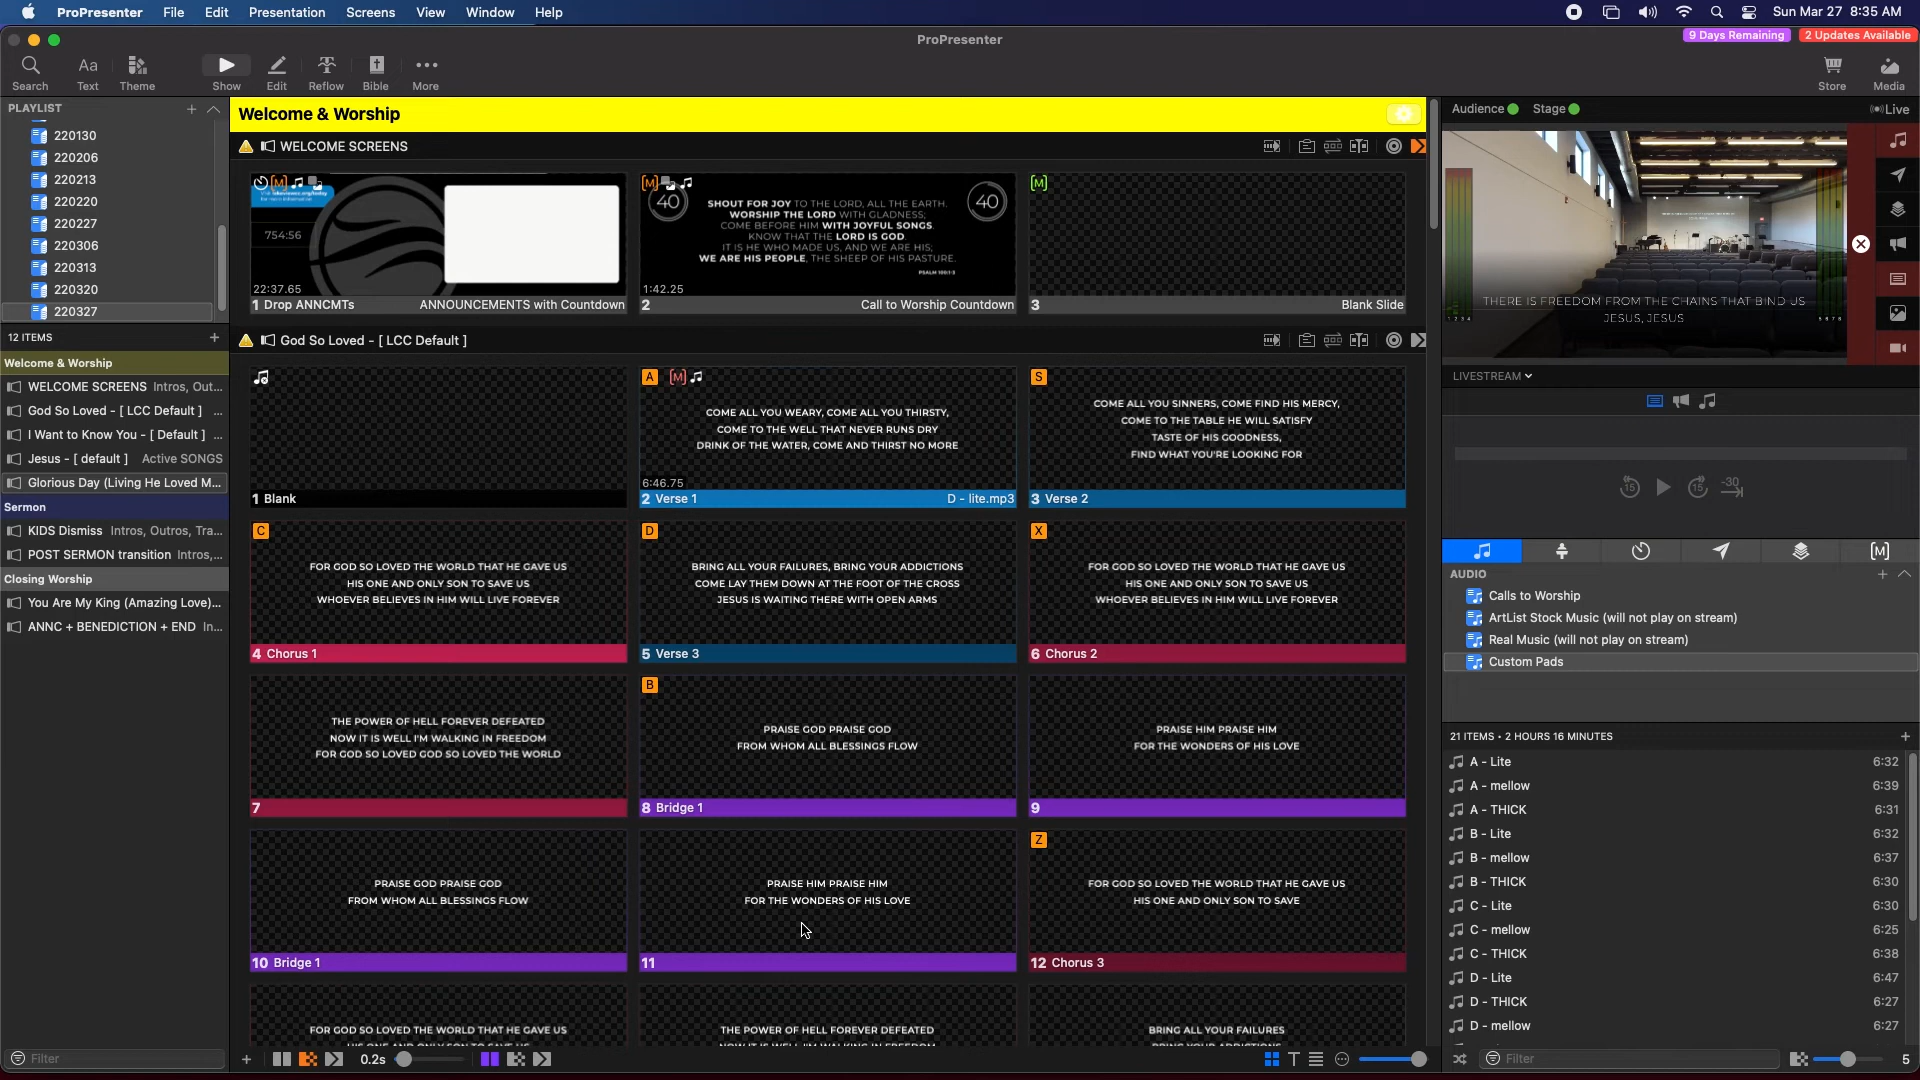 ProPresenter File Edit Presentation Screens View Window Help Sun Mar 27 8:35 AM
ProPresenter 9 Days Remaining 2 Updates Available
Search Text Theme Show Edit Reflow Bible More Store Media
PLAYLIST
220130
220206
220213
220220
220227
220306
220313
220320
220327
12 ITEMS
Welcome & Worship
WELCOME SCREENS Intros, Out...
God So Loved - [ LCC Default ] ...
I Want to Know You - [ Default ] ...
Jesus - [ default ] Active SONGS
Glorious Day (Living He Loved M...
Sermon
KIDS Dismiss Intros, Outros, Tra...
POST SERMON transition Intros,...
Closing Worship
You Are My King (Amazing Love)...
ANNC + BENEDICTION + END In...
Filter
Welcome & Worship
WELCOME SCREENS
[M]
754:56
22:37.65
1 Drop ANNCMTs ANNOUNCEMENTS with Countdown
[M]
40 40
SHOUT FOR JOY TO THE LORD, ALL THE EARTH.
WORSHIP THE LORD WITH GLADNESS;
COME BEFORE HIM WITH JOYFUL SONGS.
KNOW THAT THE LORD IS GOD.
IT IS HE WHO MADE US, AND WE ARE HIS;
WE ARE HIS PEOPLE, THE SHEEP OF HIS PASTURE.
PSALM 100:1-3
1:42.25
2 Call to Worship Countdown
[M]
3 Blank Slide
God So Loved - [ LCC Default ]
1 Blank
A [M]
COME ALL YOU WEARY, COME ALL YOU THIRSTY,
COME TO THE WELL THAT NEVER RUNS DRY
DRINK OF THE WATER, COME AND THIRST NO MORE
6:46.75
2 Verse 1 D - lite.mp3
S
COME ALL YOU SINNERS, COME FIND HIS MERCY,
COME TO THE TABLE HE WILL SATISFY
TASTE OF HIS GOODNESS,
FIND WHAT YOU'RE LOOKING FOR
3 Verse 2
C
FOR GOD SO LOVED THE WORLD THAT HE GAVE US
HIS ONE AND ONLY SON TO SAVE US
WHOEVER BELIEVES IN HIM WILL LIVE FOREVER
4 Chorus 1
D
BRING ALL YOUR FAILURES, BRING YOUR ADDICTIONS
COME LAY THEM DOWN AT THE FOOT OF THE CROSS
JESUS IS WAITING THERE WITH OPEN ARMS
5 Verse 3
X
FOR GOD SO LOVED THE WORLD THAT HE GAVE US
HIS ONE AND ONLY SON TO SAVE US
WHOEVER BELIEVES IN HIM WILL LIVE FOREVER
6 Chorus 2
THE POWER OF HELL FOREVER DEFEATED
NOW IT IS WELL I'M WALKING IN FREEDOM
FOR GOD SO LOVED GOD SO LOVED THE WORLD
7
B
PRAISE GOD PRAISE GOD
FROM WHOM ALL BLESSINGS FLOW
8 Bridge 1
PRAISE HIM PRAISE HIM
FOR THE WONDERS OF HIS LOVE
9
PRAISE GOD PRAISE GOD
FROM WHOM ALL BLESSINGS FLOW
10 Bridge 1
PRAISE HIM PRAISE HIM
FOR THE WONDERS OF HIS LOVE
11
Z
FOR GOD SO LOVED THE WORLD THAT HE GAVE US
HIS ONE AND ONLY SON TO SAVE
12 Chorus 3
FOR GOD SO LOVED THE WORLD THAT HE GAVE US
THE POWER OF HELL FOREVER DEFEATED
BRING ALL YOUR FAILURES
0.2s
Audience Stage Live
THERE IS FREEDOM FROM THE CHAINS THAT BIND US
JESUS, JESUS
1 2 3 4 5 6 7 8
LIVESTREAM
15 15 -30
[M]
AUDIO
Calls to Worship
ArtList Stock Music (will not play on stream)
Real Music (will not play on stream)
Custom Pads
21 ITEMS • 2 HOURS 16 MINUTES
A - Lite 6:32
A - mellow 6:39
A - THICK 6:31
B - Lite 6:32
B - mellow 6:37
B - THICK 6:30
C - Lite 6:30
C - mellow 6:25
C - THICK 6:38
D - Lite 6:47
D - THICK 6:27
D - mellow 6:27
Filter 5